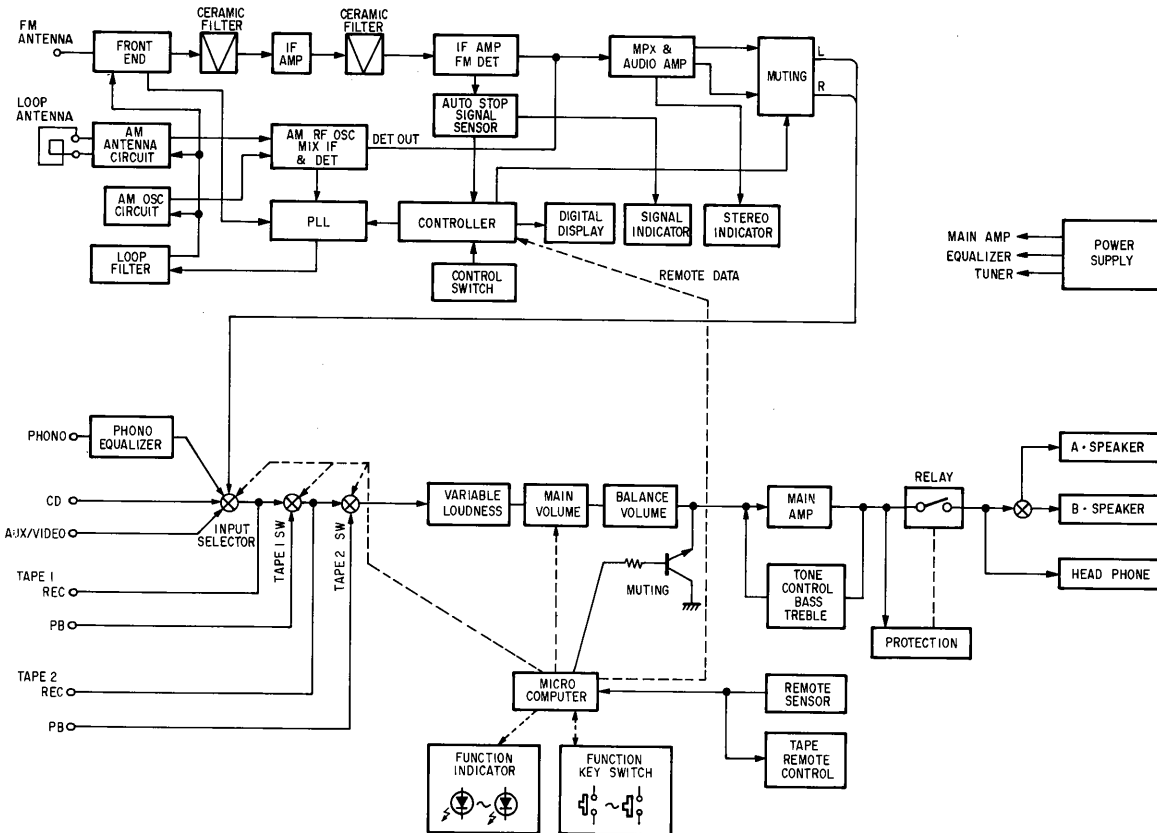 FM
ANTENNA
FRONT
END
CERAMIC
FILTER
IF
AMP
CERAMIC
FILTER
IF AMP
FM DET
MPX &
AUDIO AMP
MUTING
L
R
LOOP
ANTENNA
AM
ANTENNA
CIRCUIT
AM RF OSC
MIX IF
& DET
DET OUT
AUTO STOP
SIGNAL
SENSOR
AM OSC
CIRCUIT
PLL
CONTROLLER
DIGITAL
DISPLAY
SIGNAL
INDICATOR
STEREO
INDICATOR
LOOP
FILTER
CONTROL
SWITCH
REMOTE DATA
MAIN AMP
EQUALIZER
TUNER
POWER
SUPPLY
PHONO
PHONO
EQUALIZER
CD
AUX/VIDEO
INPUT
SELECTOR
TAPE 1 SW
TAPE 2 SW
VARIABLE
LOUDNESS
MAIN
VOLUME
BALANCE
VOLUME
MAIN
AMP
RELAY
A • SPEAKER
B • SPEAKER
HEAD PHONE
TAPE 1
REC
PB
MUTING
TONE
CONTROL
BASS
TREBLE
PROTECTION
TAPE 2
REC
PB
MICRO
COMPUTER
REMOTE
SENSOR
TAPE
REMOTE
CONTROL
FUNCTION
INDICATOR
FUNCTION
KEY SWITCH